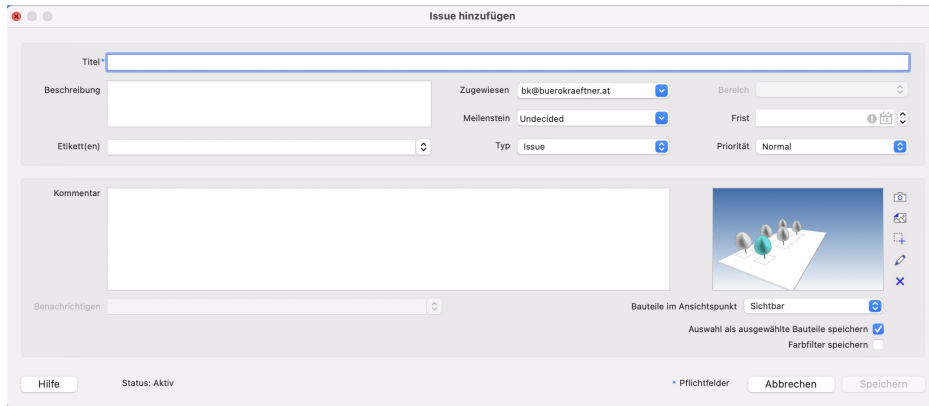 Issue hinzufügen
Titel*
Beschreibung
Zugewiesen bk@buerokraeftner.at
Bereich
Meilenstein Undecided
Frist
Etikett(en)
Typ Issue
Priorität Normal
Kommentar
Benachrichtigen
Bauteile im Ansichtspunkt Sichtbar
Auswahl als ausgewählte Bauteile speichern
Farbfilter speichern
Hilfe
Status: Aktiv
* Pflichtfelder
Abbrechen
Speichern